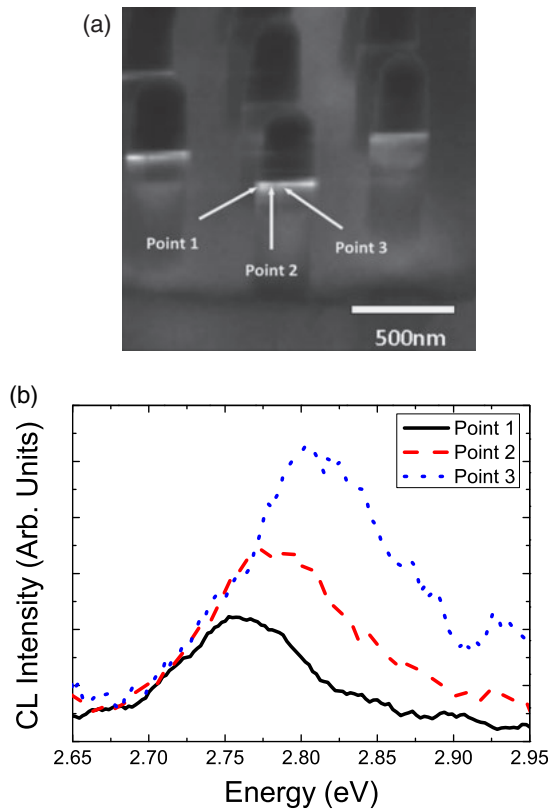 (a)
Point 1
Point 2
Point 3
500nm
(b)
CL Intensity (Arb. Units)
Point 1
Point 2
Point 3
2.65 2.70 2.75 2.80 2.85 2.90 2.95
Energy (eV)